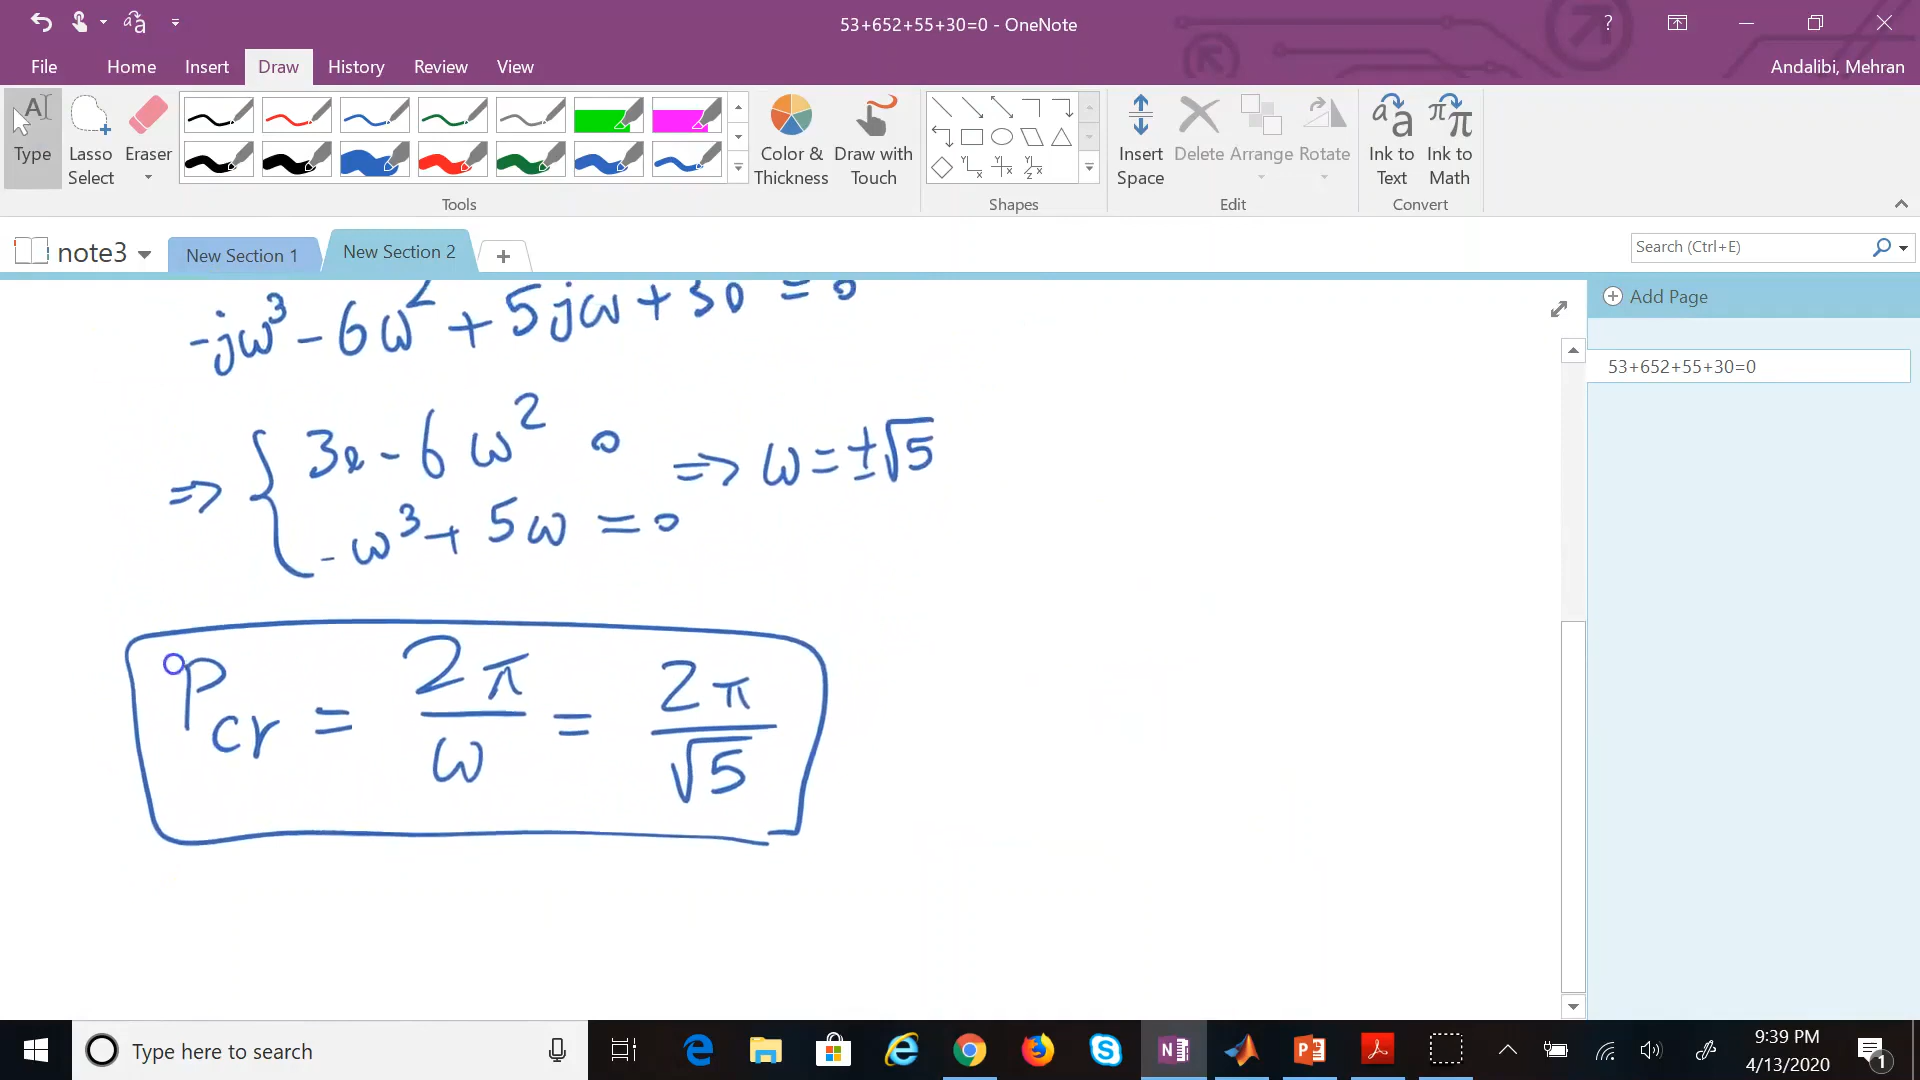 53+652+55+30=0 - OneNote
?
File Home Insert Draw History Review View
Andalibi, Mehran
Type
Lasso Select
Eraser
Color & Thickness
Draw with Touch
Insert Space
Delete
Arrange
Rotate
Ink to Text
Ink to Math
Tools
Shapes
Edit
Convert
note3
New Section 1
New Section 2
Search (Ctrl+E)
Add Page
53+652+55+30=0
-jω³ - 6ω² + 5jω + 30 = 0
⇒ { 30 - 6ω² 0
-ω³ + 5ω = 0
⇒ ω = ±√5
Pcr = 2π/ω = 2π/√5
Type here to search
9:39 PM
4/13/2020
1